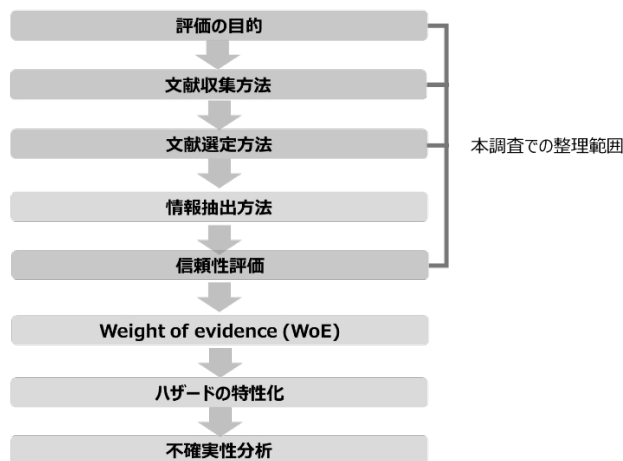 評価の目的
文献収集方法
文献選定方法
本調査での整理範囲
情報抽出方法
信頼性評価
Weight of evidence (WoE)
ハザードの特性化
不確実性分析